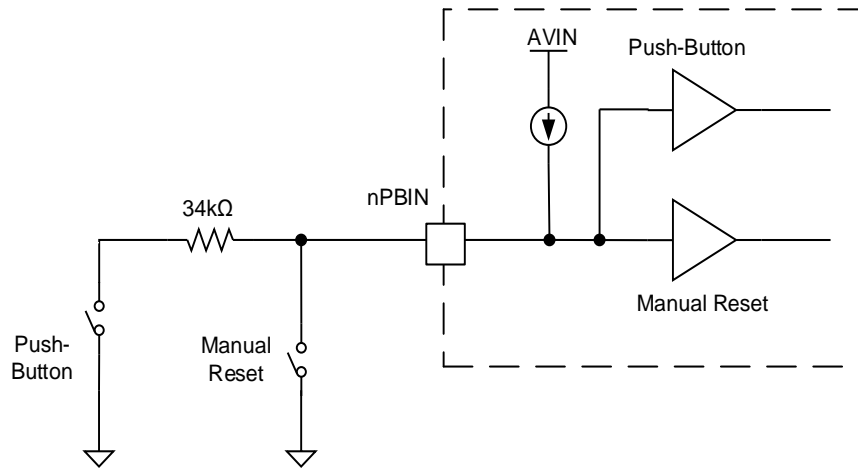 AVIN
Push-Button
nPBIN
34kΩ
Manual Reset
Push-
Button
Manual
Reset